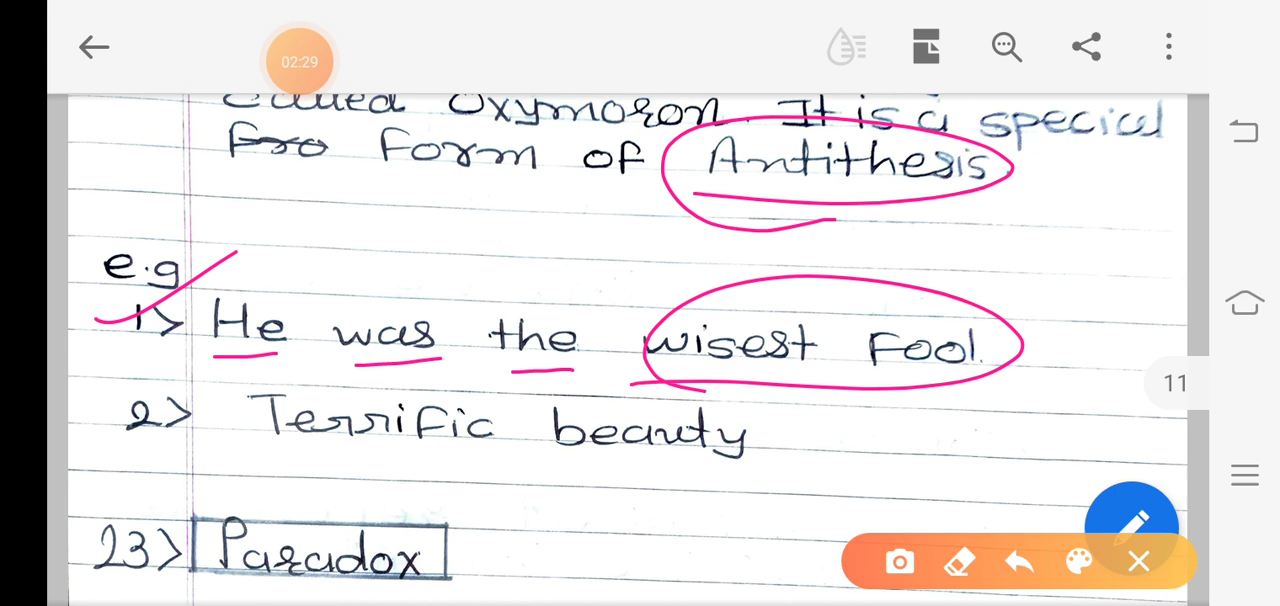 02:29
called Oxymoron. It is a special
Fro Form of Antithesis.
e.g
1> He was the wisest Fool.
11
2> Terrific beauty
23> Paradox